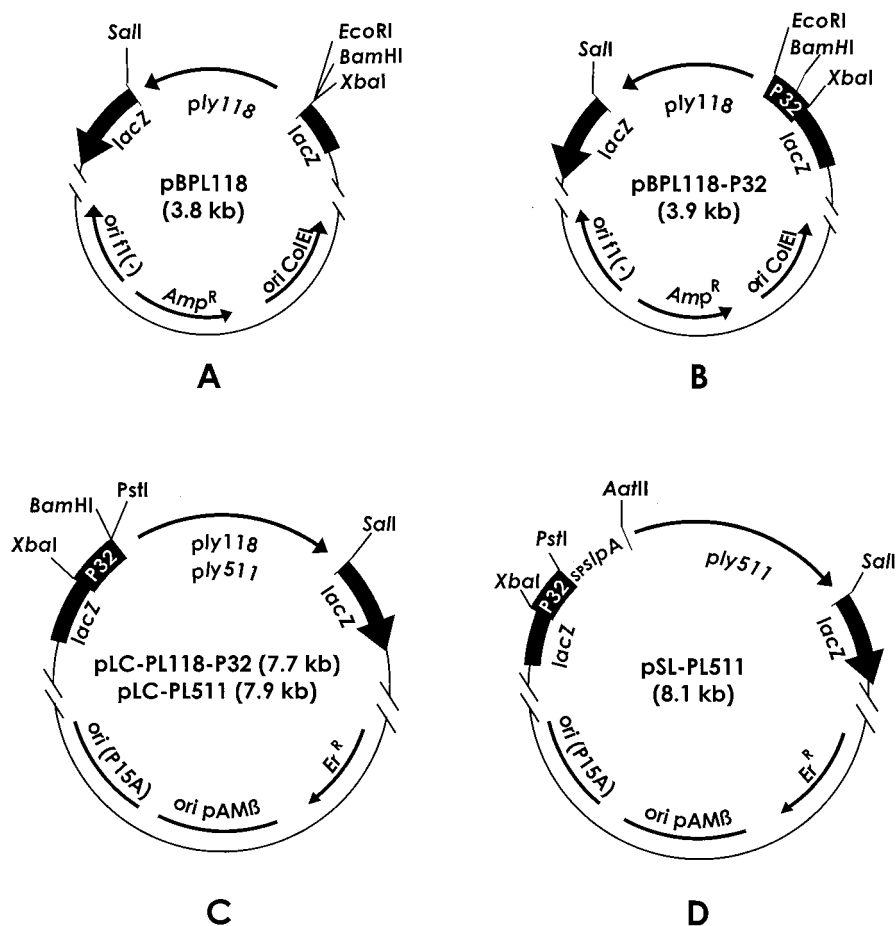 SalI
EcoRI
BamHI
XbaI
ply118
lacZ
lacZ
pBPL118
(3.8 kb)
ori f1(-)
ori ColEI
AmpR
A
SalI
EcoRI
BamHI
XbaI
P32
ply118
lacZ
lacZ
pBPL118-P32
(3.9 kb)
ori f1(-)
ori ColEI
AmpR
B
BamHI
PstI
XbaI
SalI
P32
ply118
ply511
lacZ
lacZ
pLC-PL118-P32 (7.7 kb)
pLC-PL511 (7.9 kb)
ori (P15A)
ErR
ori pAMß
C
AatII
PstI
XbaI
SalI
P32
SPslpA
ply511
lacZ
lacZ
pSL-PL511
(8.1 kb)
ori (P15A)
ErR
ori pAMß
D